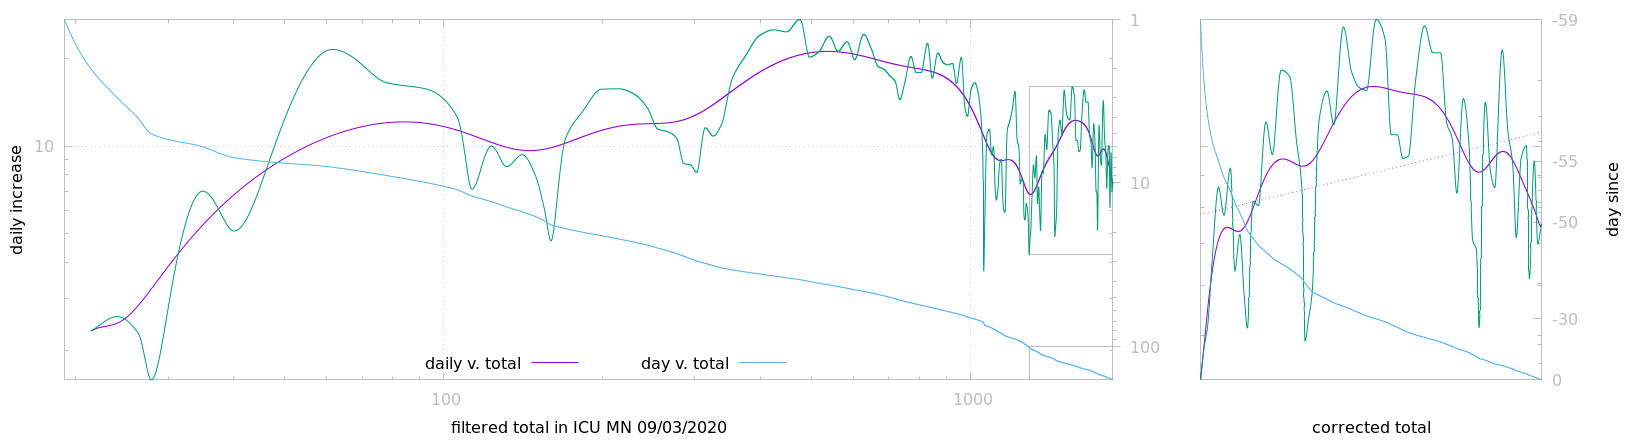 daily increase
10
daily v. total
day v. total
100
1000
1
10
100
filtered total in ICU MN 09/03/2020
-59
-55
-50
-30
0
day since
corrected total